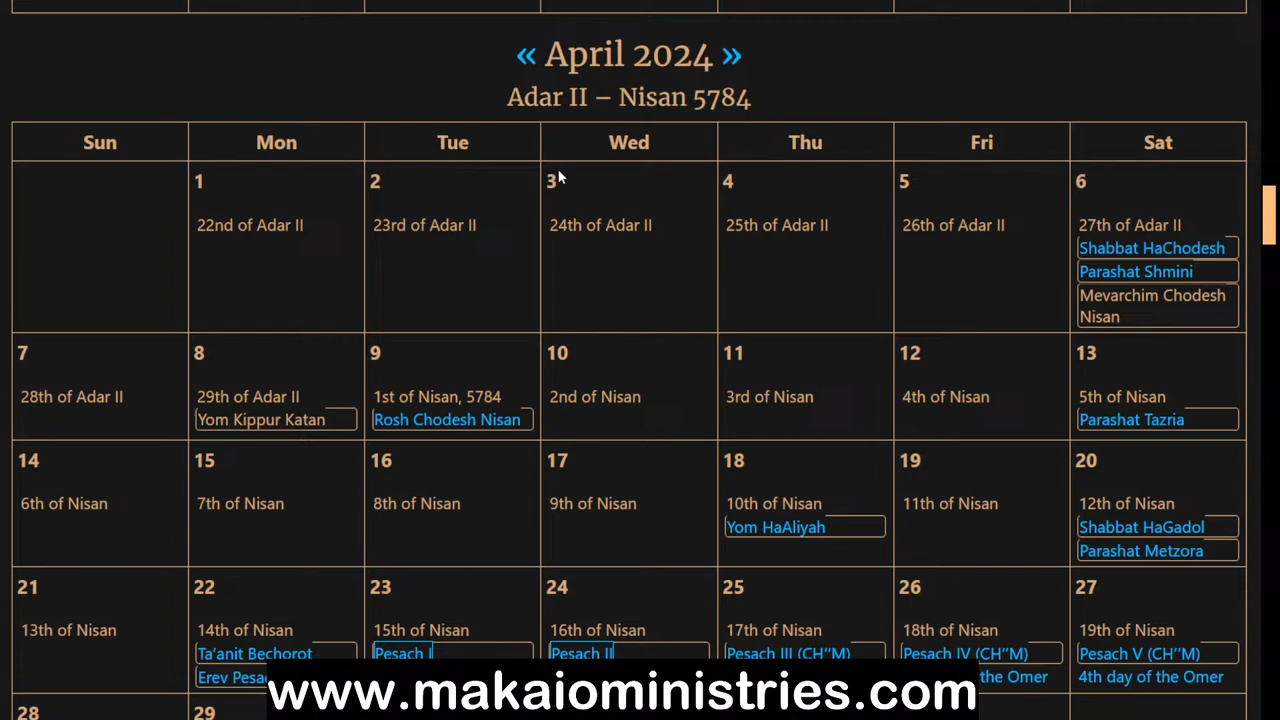 « April 2024 »
Adar II – Nisan 5784
Sun Mon Tue Wed Thu Fri Sat
1 2 3 4 5 6
22nd of Adar II 23rd of Adar II 24th of Adar II 25th of Adar II 26th of Adar II 27th of Adar II
Shabbat HaChodesh
Parashat Shmini
Mevarchim Chodesh
Nisan
7 8 9 10 11 12 13
28th of Adar II 29th of Adar II 1st of Nisan, 5784 2nd of Nisan 3rd of Nisan 4th of Nisan 5th of Nisan
Yom Kippur Katan Rosh Chodesh Nisan Parashat Tazria
14 15 16 17 18 19 20
6th of Nisan 7th of Nisan 8th of Nisan 9th of Nisan 10th of Nisan 11th of Nisan 12th of Nisan
Yom HaAliyah Shabbat HaGadol
Parashat Metzora
21 22 23 24 25 26 27
13th of Nisan 14th of Nisan 15th of Nisan 16th of Nisan 17th of Nisan 18th of Nisan 19th of Nisan
Ta'anit Bechorot Pesach I Pesach II Pesach III (CH''M) Pesach IV (CH''M) Pesach V (CH''M)
Erev the Omer 4th day of the Omer
www.makaioministries.com
28 29